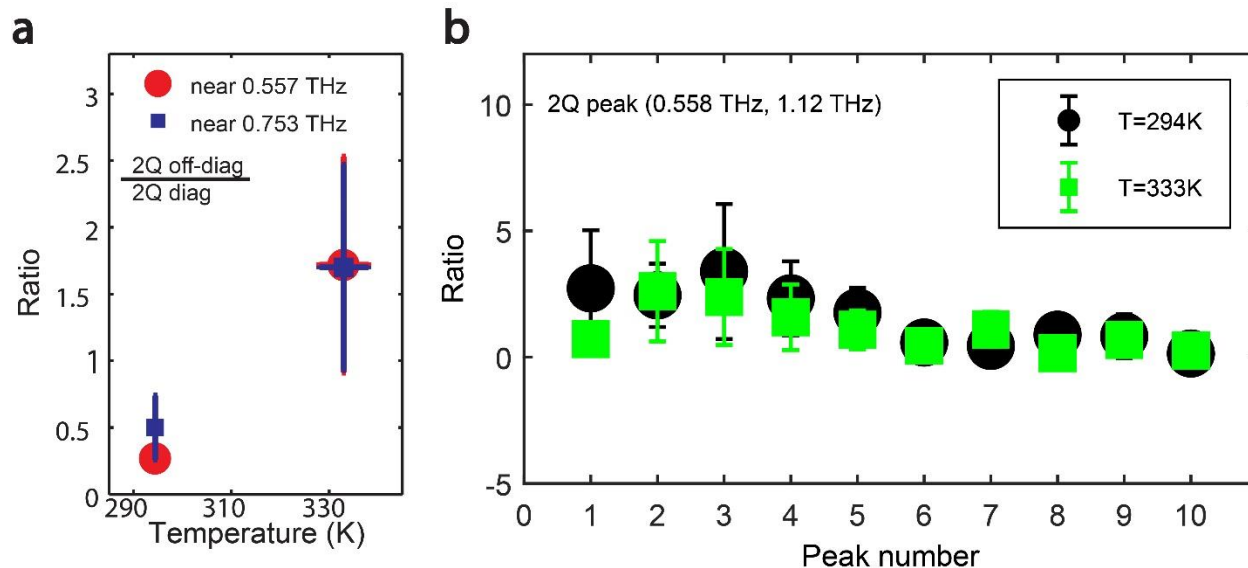 a
3
2.5
2
1.5
1
0.5
0
Ratio
near 0.557 THz
near 0.753 THz
2Q off-diag
2Q diag
290
310
330
Temperature (K)
b
10
5
0
-5
Ratio
2Q peak (0.558 THz, 1.12 THz)
T=294K
T=333K
0 1 2 3 4 5 6 7 8 9 10
Peak number